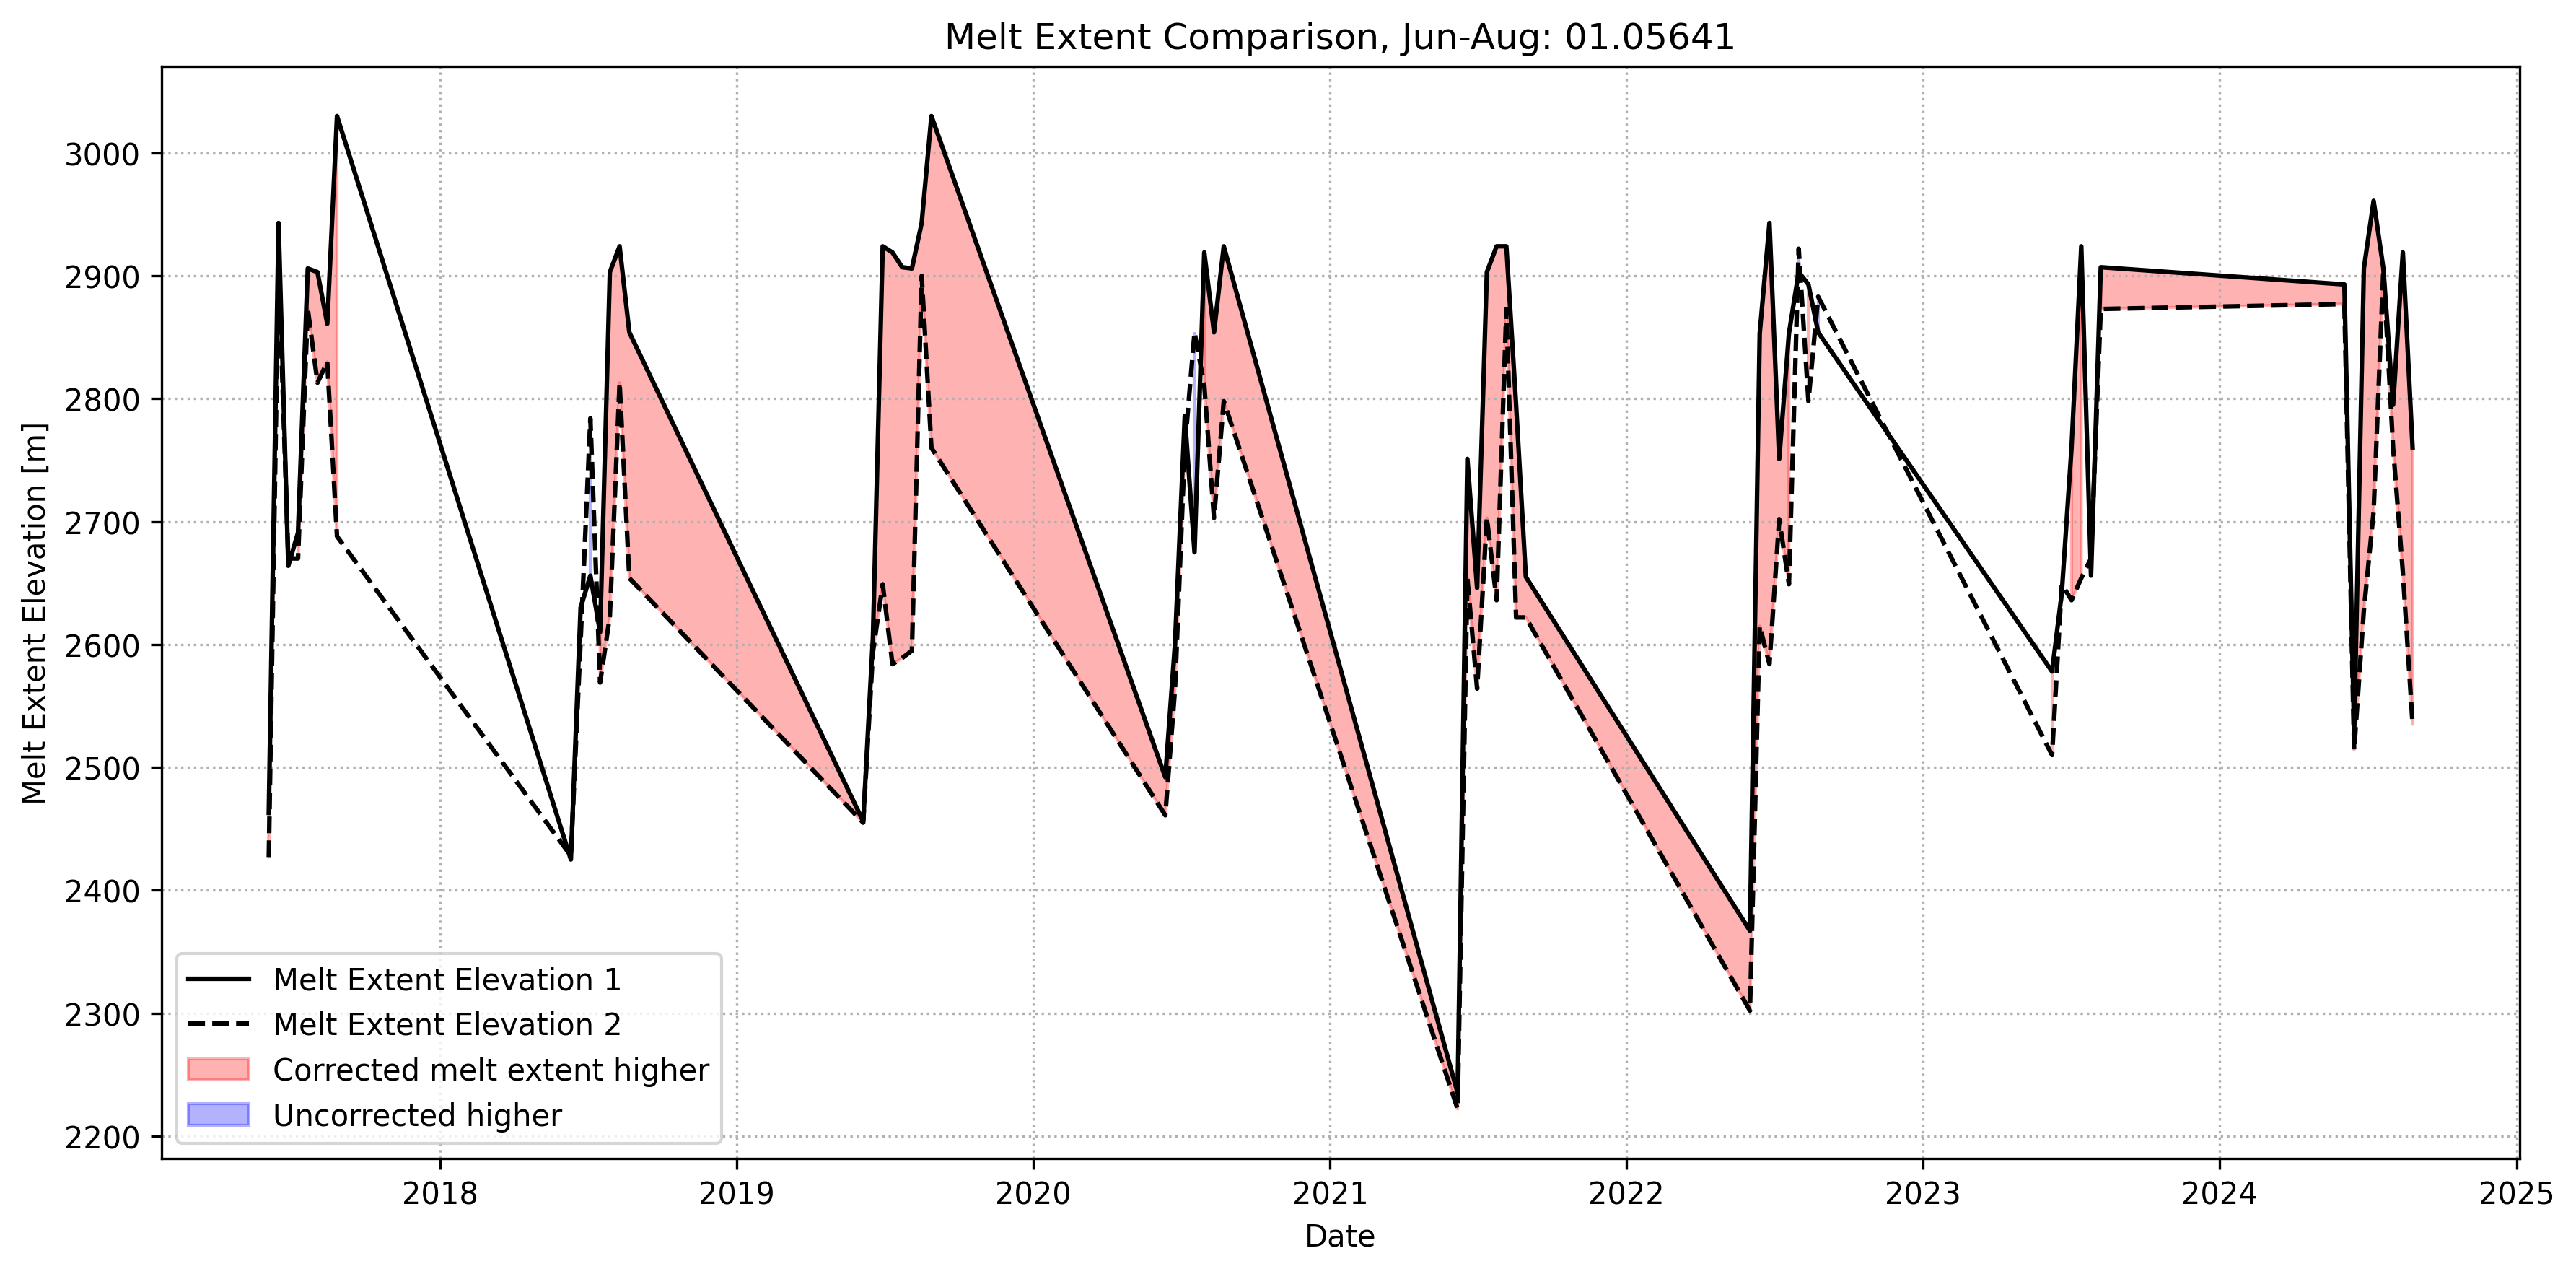 Melt Extent Comparison, Jun-Aug: 01.05641
Melt Extent Elevation [m]
3000
2900
2800
2700
2600
2500
2400
2300
2200
Melt Extent Elevation 1
Melt Extent Elevation 2
Corrected melt extent higher
Uncorrected higher
2018 2019 2020 2021 2022 2023 2024 2025
Date